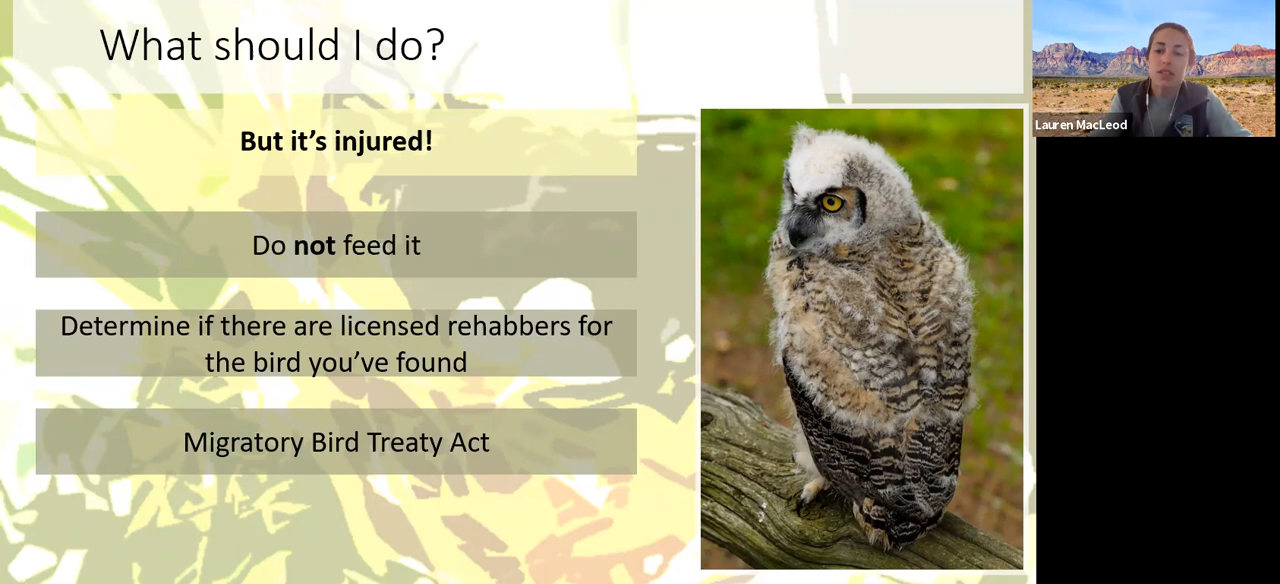 What should I do?
But it's injured!
Do not feed it
Determine if there are licensed rehabbers for
the bird you've found
Migratory Bird Treaty Act
Lauren MacLeod